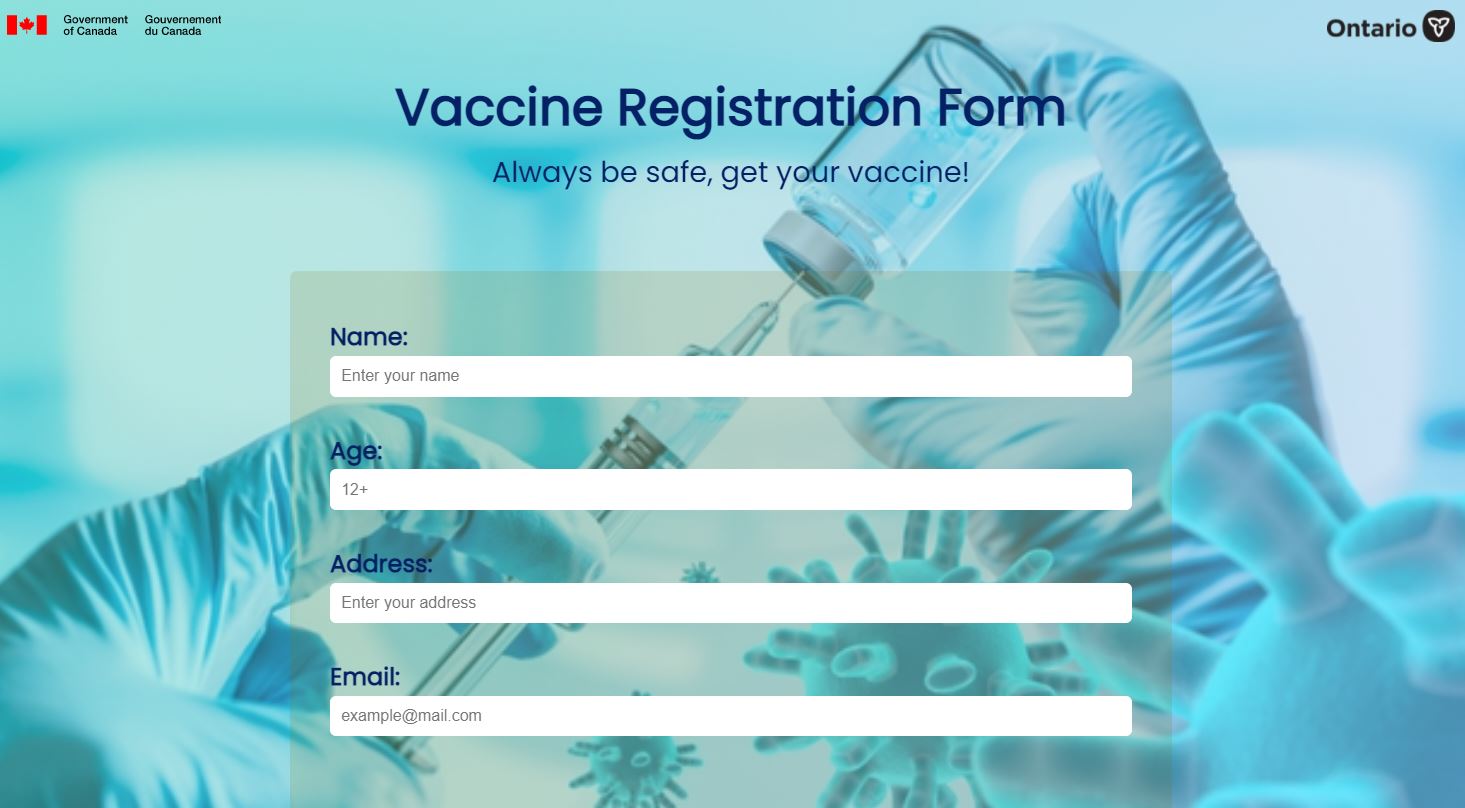 Government
of Canada
Gouvernement
du Canada
Ontario
Vaccine Registration Form
Always be safe, get your vaccine!
Name:
Enter your name
Age:
12+
Address:
Enter your address
Email:
example@mail.com